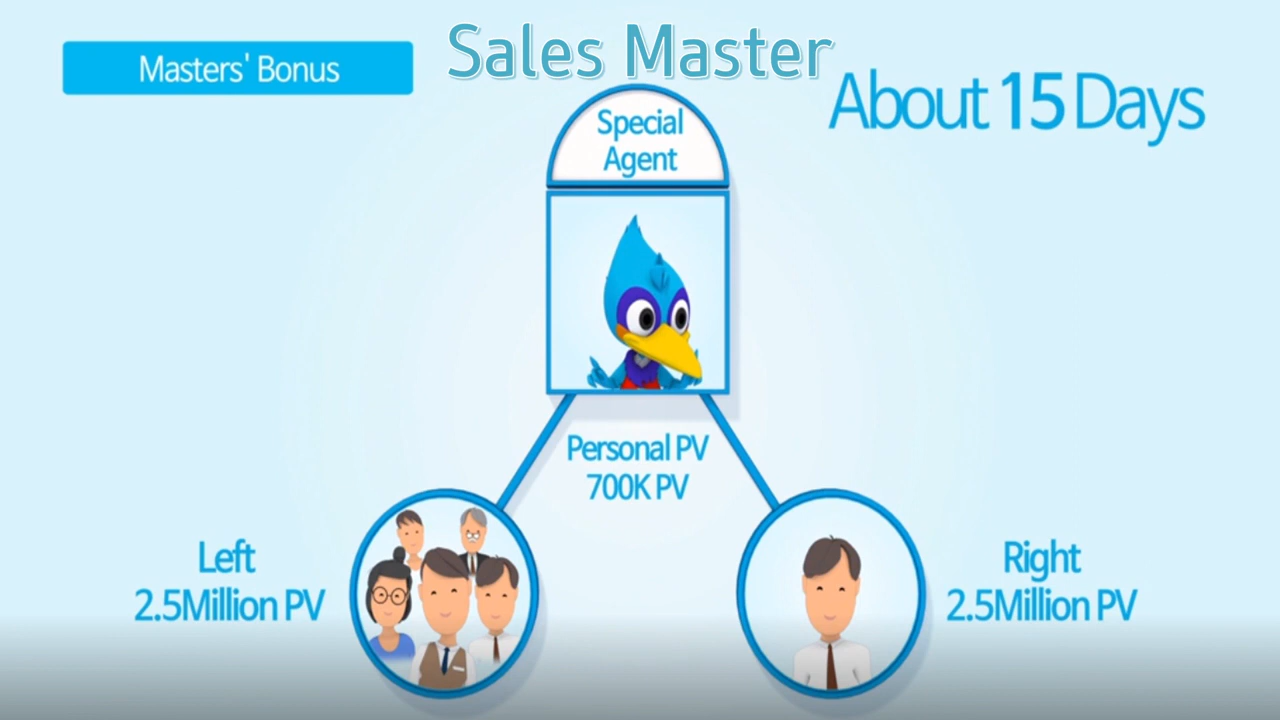 Sales Master
Masters' Bonus
About 15 Days
Special
Agent
Personal PV
700K PV
Left
2.5Million PV
Right
2.5Million PV